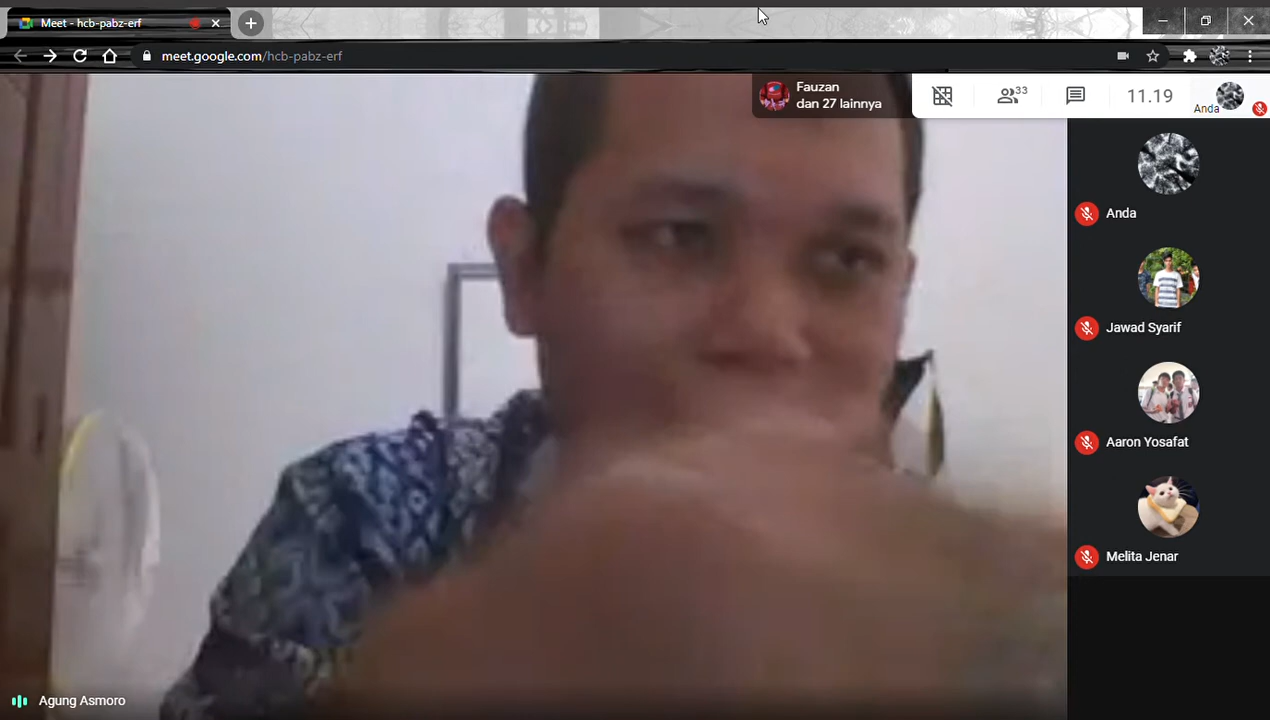 Meet - hcb-pabz-erf
meet.google.com/hcb-pabz-erf
Fauzan
dan 27 lainnya
33
11.19
Anda
Anda
Jawad Syarif
Aaron Yosafat
Melita Jenar
Agung Asmoro